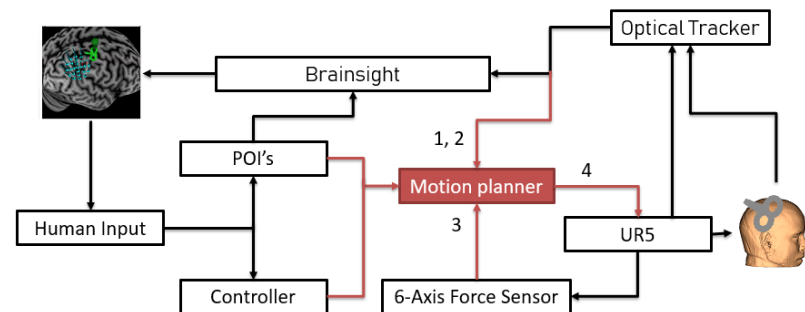 Optical Tracker
Brainsight
1, 2
POI's
Motion planner
4
Human Input
3
UR5
Controller
6-Axis Force Sensor